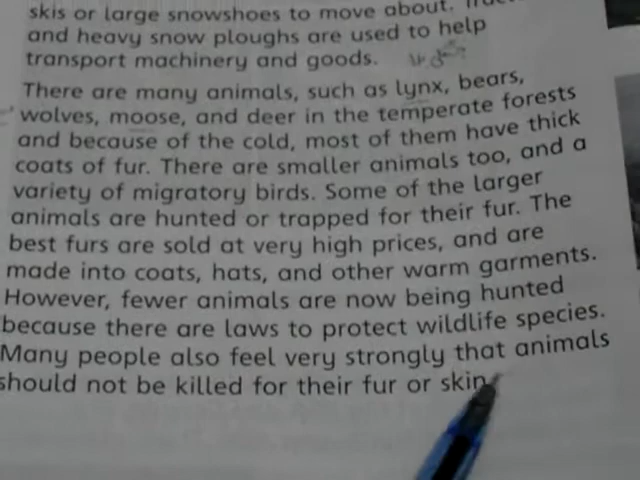 skis or large snowshoes to move about.
and heavy snow ploughs are used to help
transport machinery and goods.
There are many animals, such as lynx, bears,
wolves, moose, and deer in the temperate forests
and because of the cold, most of them have thick
coats of fur. There are smaller animals too, and a
variety of migratory birds. Some of the larger
animals are hunted or trapped for their fur. The
best furs are sold at very high prices, and are
made into coats, hats, and other warm garments.
However, fewer animals are now being hunted
because there are laws to protect wildlife species.
Many people also feel very strongly that animals
should not be killed for their fur or skin